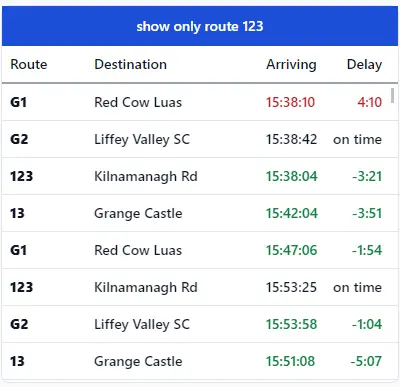 show only route 123
Route Destination Arriving Delay
G1 Red Cow Luas 15:38:10 4:10
G2 Liffey Valley SC 15:38:42 on time
123 Kilnamanagh Rd 15:38:04 -3:21
13 Grange Castle 15:42:04 -3:51
G1 Red Cow Luas 15:47:06 -1:54
123 Kilnamanagh Rd 15:53:25 on time
G2 Liffey Valley SC 15:53:58 -1:04
13 Grange Castle 15:51:08 -5:07